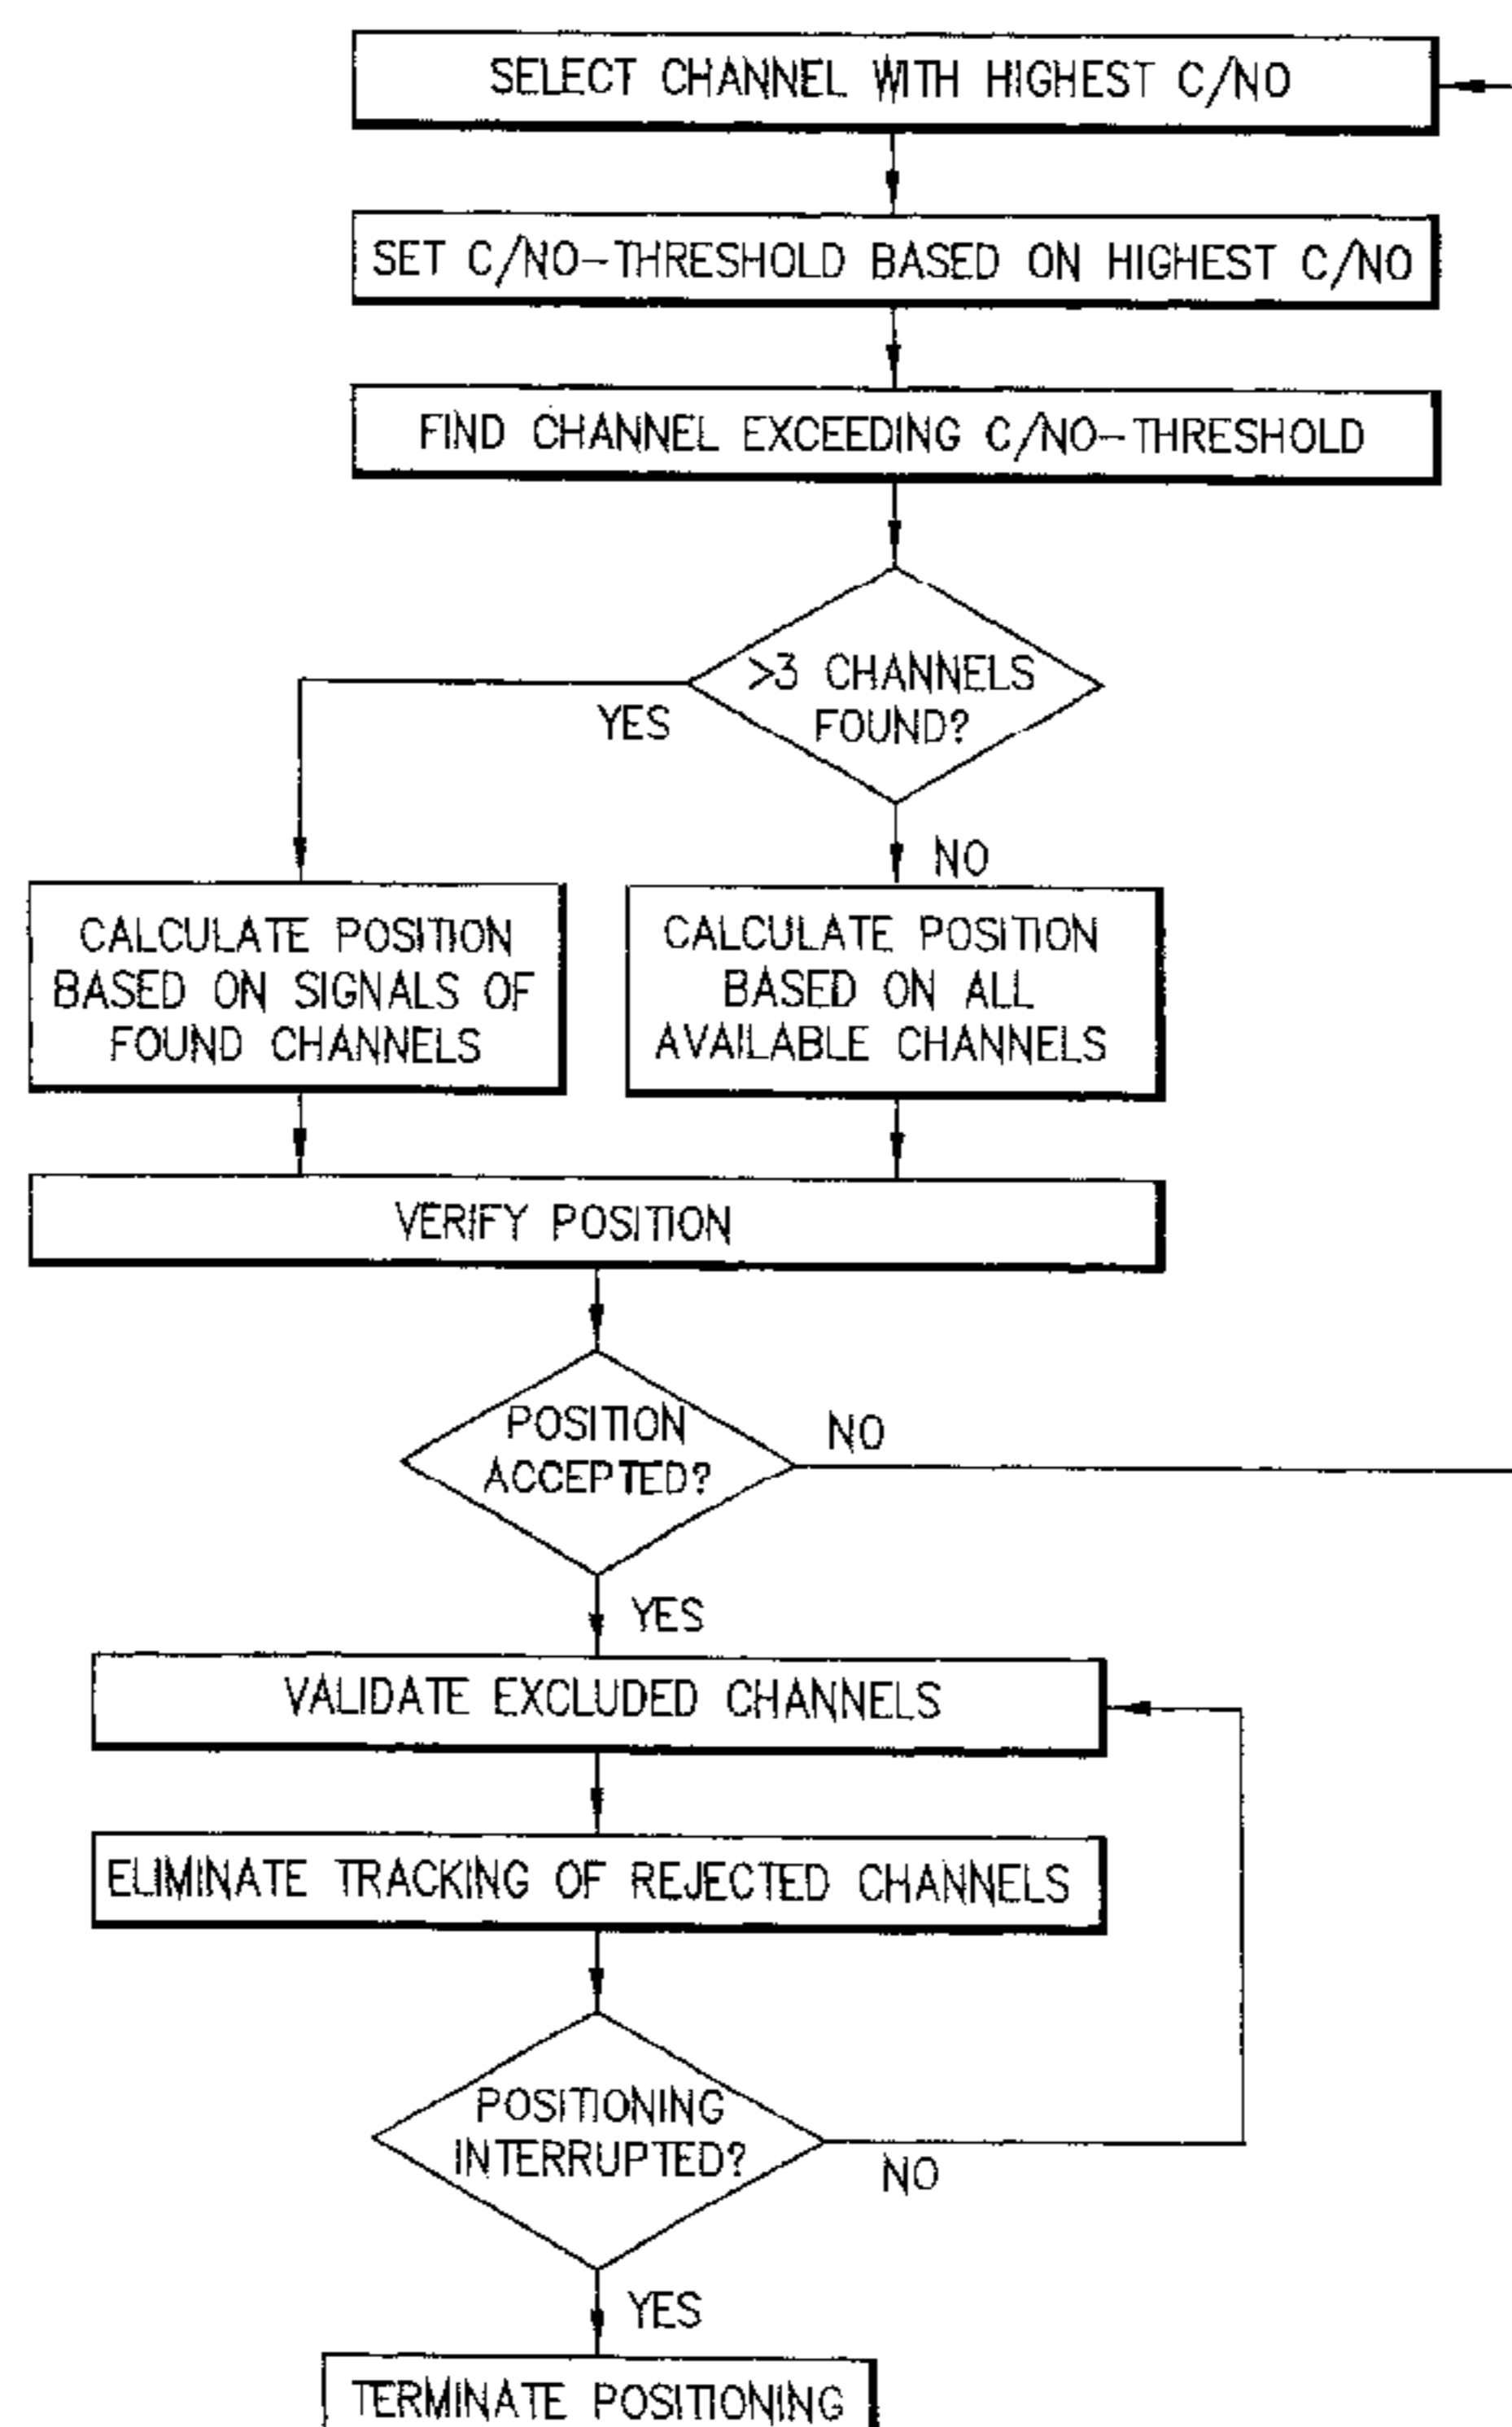 SELECT CHANNEL WITH HIGHEST C/NO
SET C/NO-THRESHOLD BASED ON HIGHEST C/NO
FIND CHANNEL EXCEEDING C/NO-THRESHOLD
>3 CHANNELS
FOUND?
YES
NO
CALCULATE POSITION
BASED ON SIGNALS OF
FOUND CHANNELS
CALCULATE POSITION
BASED ON ALL
AVAILABLE CHANNELS
VERIFY POSITION
POSITION
ACCEPTED?
NO
YES
VALIDATE EXCLUDED CHANNELS
ELIMINATE TRACKING OF REJECTED CHANNELS
POSITIONING
INTERRUPTED?
NO
YES
TERMINATE POSITIONING